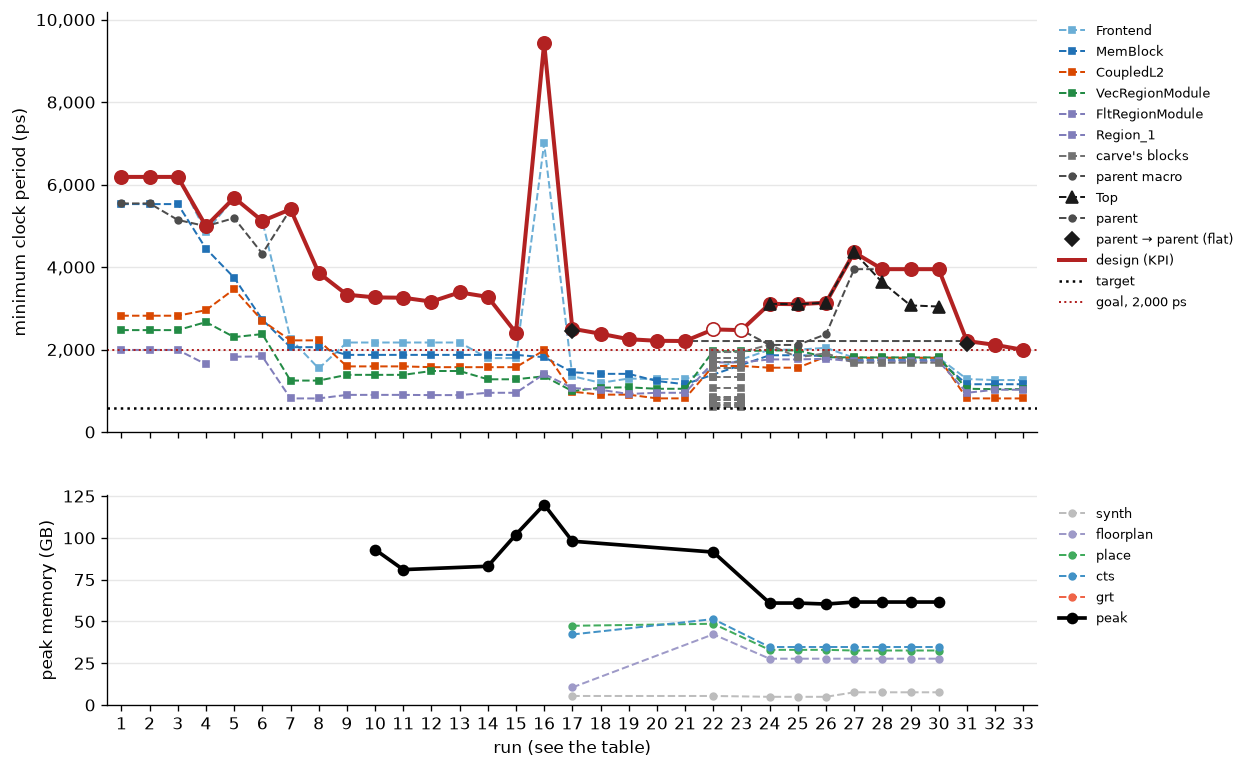 10,000
8,000
6,000
4,000
2,000
0
minimum clock period (ps)
Frontend
MemBlock
CoupledL2
VecRegionModule
FltRegionModule
Region_1
carve's blocks
parent macro
Top
parent
parent → parent (flat)
design (KPI)
target
goal, 2,000 ps
125
100
75
50
25
0
peak memory (GB)
synth
floorplan
place
cts
grt
peak
1 2 3 4 5 6 7 8 9 10 11 12 13 14 15 16 17 18 19 20 21 22 23 24 25 26 27 28 29 30 31 32 33
run (see the table)